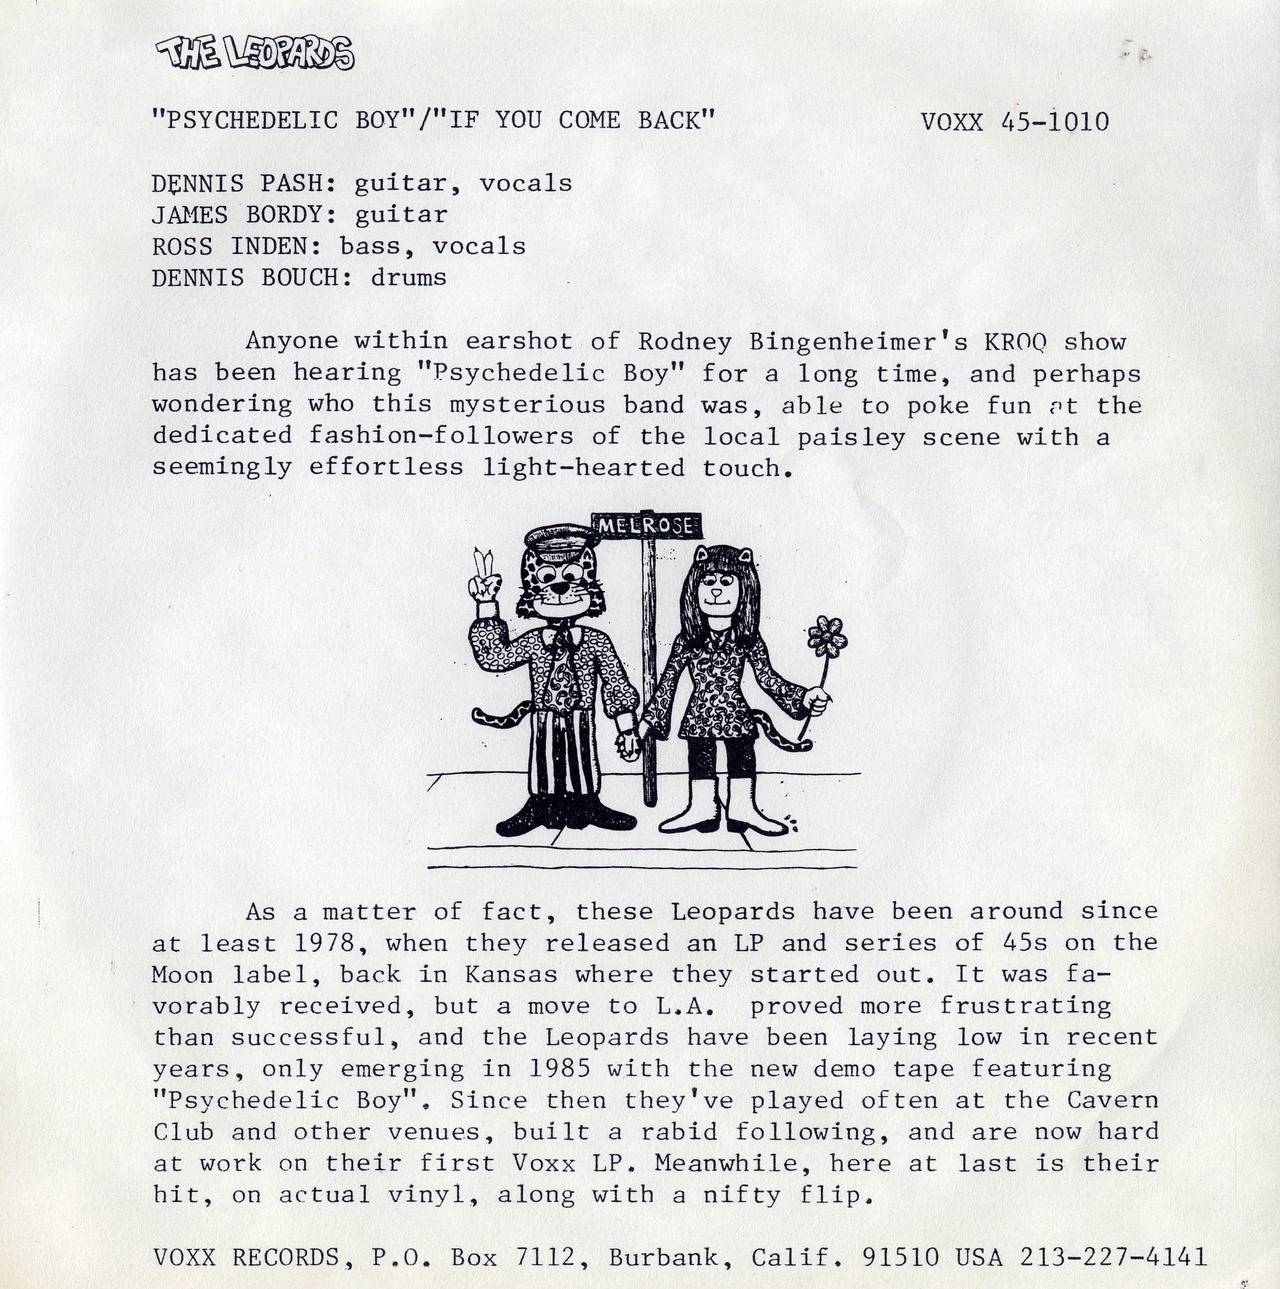 THE LEOPARDS
"PSYCHEDELIC BOY"/"IF YOU COME BACK" VOXX 45-1010
DENNIS PASH: guitar, vocals
JAMES BORDY: guitar
ROSS INDEN: bass, vocals
DENNIS BOUCH: drums
Anyone within earshot of Rodney Bingenheimer's KROQ show
has been hearing "Psychedelic Boy" for a long time, and perhaps
wondering who this mysterious band was, able to poke fun at the
dedicated fashion-followers of the local paisley scene with a
seemingly effortless light-hearted touch.
MELROSE
As a matter of fact, these Leopards have been around since
at least 1978, when they released an LP and series of 45s on the
Moon label, back in Kansas where they started out. It was fa-
vorably received, but a move to L.A. proved more frustrating
than successful, and the Leopards have been laying low in recent
years, only emerging in 1985 with the new demo tape featuring
"Psychedelic Boy". Since then they've played often at the Cavern
Club and other venues, built a rabid following, and are now hard
at work on their first Voxx LP. Meanwhile, here at last is their
hit, on actual vinyl, along with a nifty flip.
VOXX RECORDS, P.O. Box 7112, Burbank, Calif. 91510 USA 213-227-4141